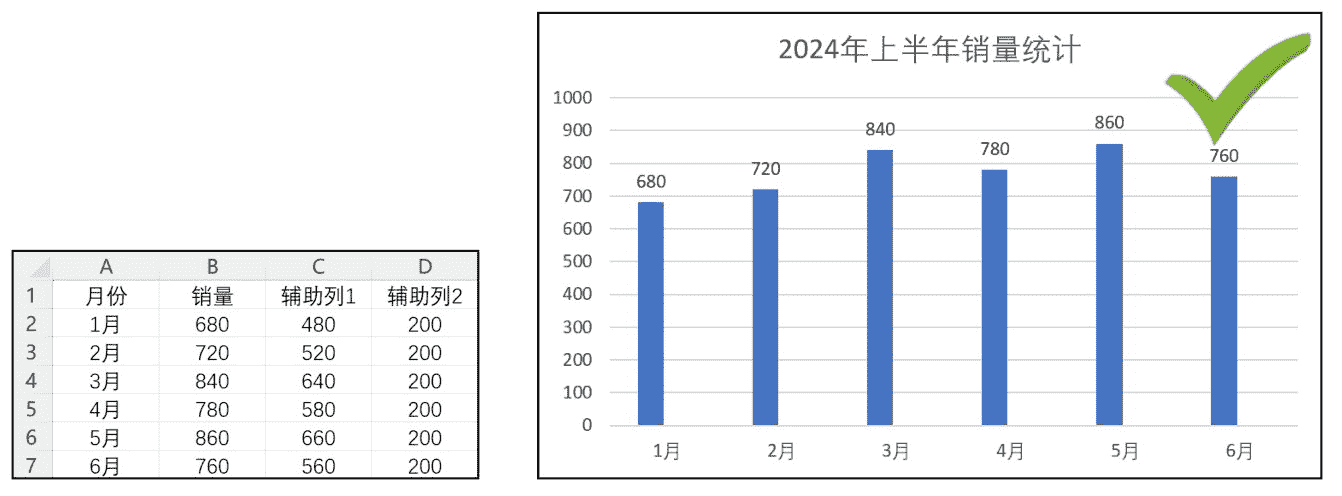 A B C D
1 月份 销量 辅助列1 辅助列2
2 1月 680 480 200
3 2月 720 520 200
4 3月 840 640 200
5 4月 780 580 200
6 5月 860 660 200
7 6月 760 560 200
2024年上半年销量统计
1000
900
800
700
600
500
400
300
200
100
0
680 720 840 780 860 760
1月 2月 3月 4月 5月 6月